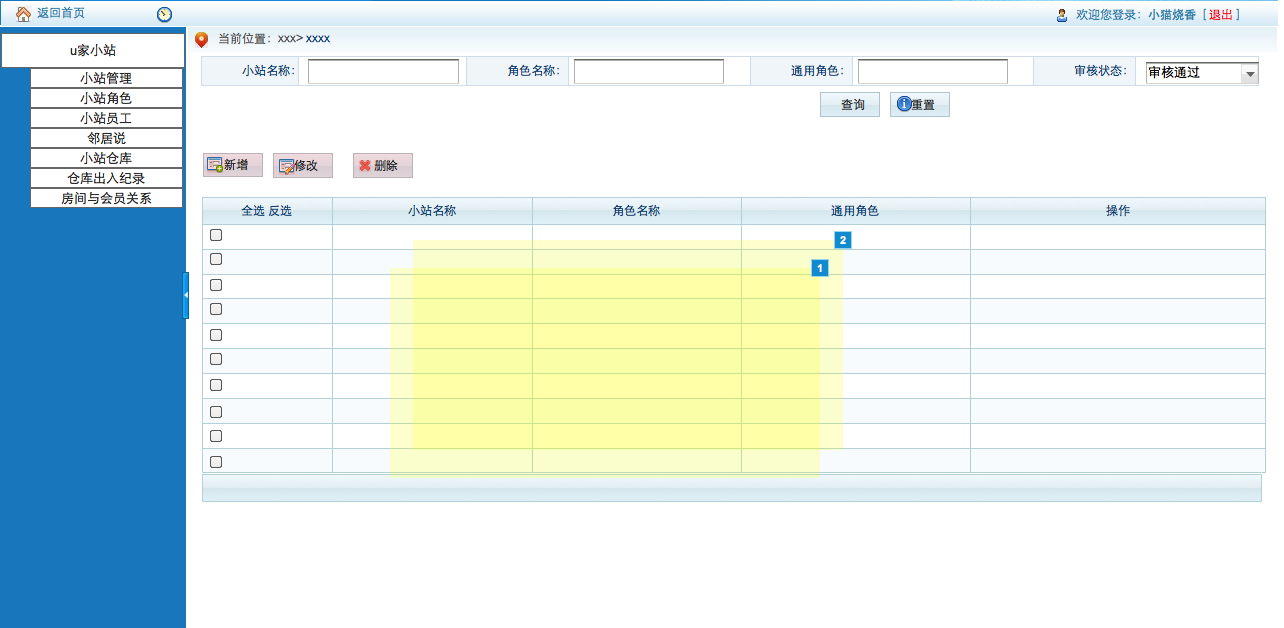 返回首页
欢迎您登录: 小猫烧香 [退出]
u家小站
小站管理
小站角色
小站员工
邻居说
小站仓库
仓库出入纪录
房间与会员关系
当前位置: xxx> xxxx
小站名称: 角色名称: 通用角色: 审核状态: 审核通过
查询 重置
新增 修改 删除
全选 反选 小站名称 角色名称 通用角色 操作
2
1